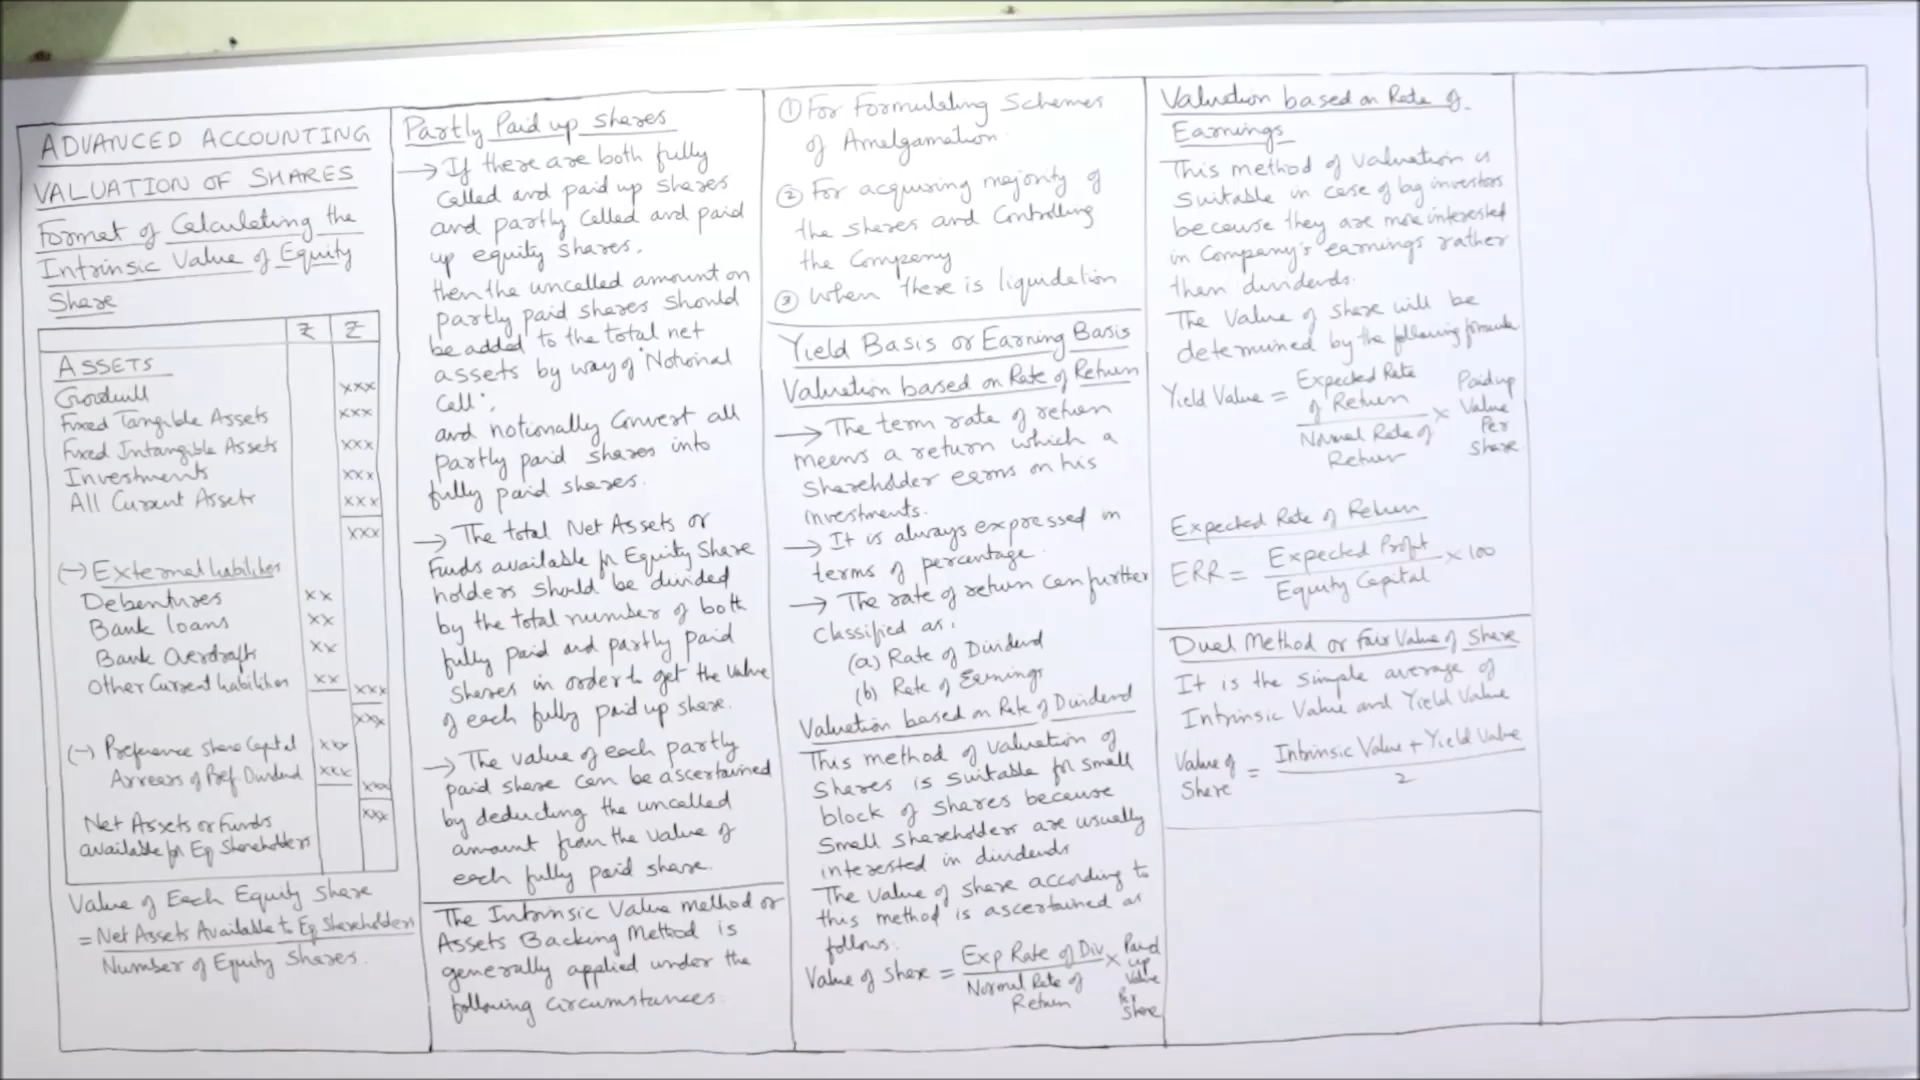 ADVANCED ACCOUNTING
VALUATION OF SHARES
Format of Calculating the
Intrinsic Value of Equity
Share
₹ ₹
ASSETS
Goodwill xxx
Fixed Tangible Assets xxx
Fixed Intangible Assets xxx
Investments xxx
All Current Assets xxx
xxx
(-) External liabilities
Debentures xx
Bank loans xx
Bank Overdraft xx
Other Current liabilities xx xxx
xxx
(-) Preference Share Capital xxx
Arrears of Pref. Dividend xxx xxx
Net Assets or Funds xxx
available for Eq Shareholders
Value of Each Equity Share
= Net Assets Available to Eq Shareholders
Number of Equity Shares.
Partly Paid up shares
→ If there are both fully
called and paid up shares
and partly called and paid
up equity shares,
then the uncalled amount on
partly paid shares should
be added to the total net
assets by way of 'Notional
Call',
and notionally convert all
partly paid shares into
fully paid shares.
→ The total Net Assets or
Funds available for Equity Share
holders should be divided
by the total number of both
fully paid and partly paid
shares in order to get the value
of each fully paid up share.
→ The value of each partly
paid share can be ascertained
by deducting the uncalled
amount from the value of
each fully paid share.
The Intrinsic Value method or
Assets Backing Method is
generally applied under the
following circumstances.
① For Formulating Schemes
of Amalgamation
② For acquiring majority of
the shares and Controlling
the Company
③ When there is liquidation
Yield Basis or Earning Basis
Valuation based on Rate of Return
→ The term rate of return
means a return which a
Shareholder earns on his
investments.
→ It is always expressed in
terms of percentage.
→ The rate of return can further
Classified as.
(a) Rate of Dividend
(b) Rate of Earnings
Valuation based on Rate of Dividend
This method of valuation of
shares is suitable for small
block of shares because
small shareholders are usually
interested in dividends
The value of share according to
this method is ascertained as
follows.
Value of share = Exp Rate of Div / Normal Rate of Return × Paid up Value Per Share
Valuation based on Rate of
Earnings
This method of valuation is
suitable in case of big investors
because they are more interested
in Company's earnings rather
than dividends.
The Value of share will be
determined by the following formula
Yield Value = Expected Rate of Return / Normal Rate of Return × Paid up Value Per Share
Expected Rate of Return
ERR = Expected Profit / Equity Capital × 100
Dual Method or Fair Value of Share
It is the simple average of
Intrinsic Value and Yield Value
Value of Share = Intrinsic Value + Yield Value / 2